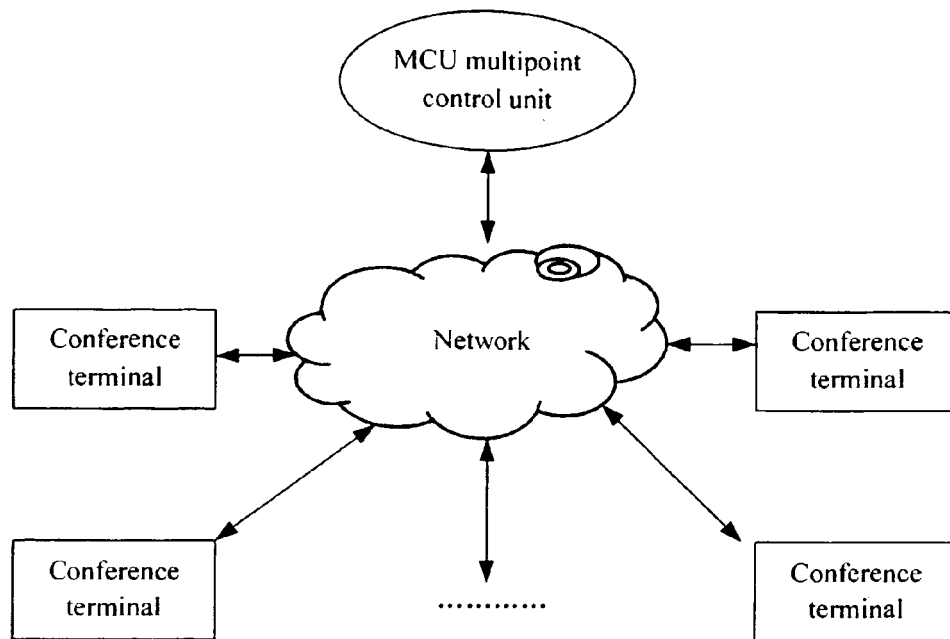 MCU multipoint
control unit
Network
Conference
terminal
Conference
terminal
Conference
terminal
Conference
terminal
............